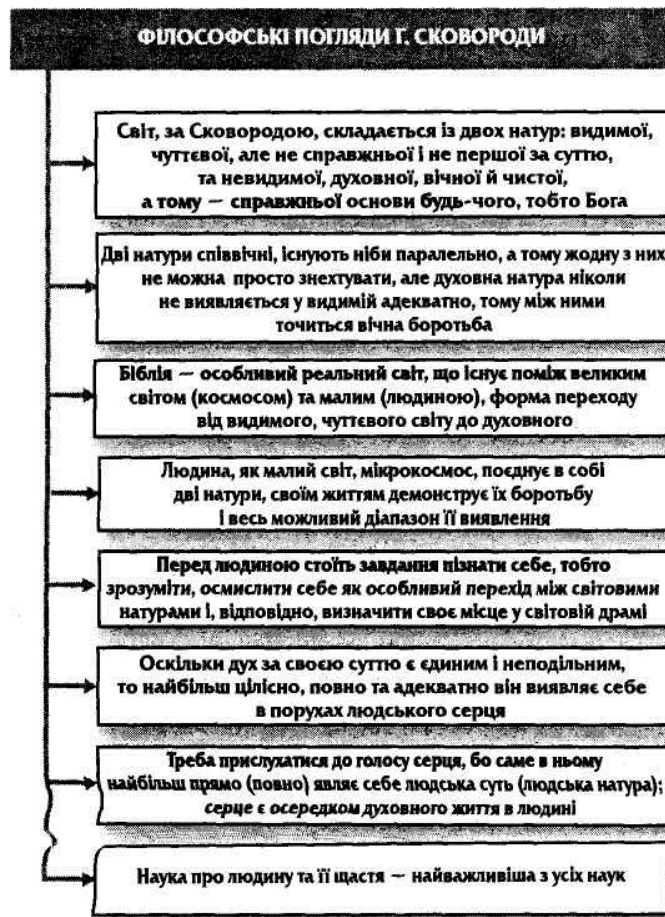 ФІЛОСОФСЬКІ ПОГЛЯДИ Г. СКОВОРОДИ
Світ, за Сковородою, складається із двох натур: видимої,
чуттєвої, але не справжньої і не першої за суттю,
та невидимої, духовної, вічної й чистої,
а тому — справжньої основи будь-чого, тобто Бога
Дві натури співвічні, існують ніби паралельно, а тому жодну з них
не можна просто знехтувати, але духовна натура ніколи
не виявляється у видимій адекватно, тому між ними
точиться вічна боротьба
Біблія — особливий реальний світ, що існує поміж великим
світом (космосом) та малим (людиною), форма переходу
від видимого, чуттєвого світу до духовного
Людина, як малий світ, мікрокосмос, поєднує в собі
дві натури, своїм життям демонструє їх боротьбу
і весь можливий діапазон її виявлення
Перед людиною стоїть завдання пізнати себе, тобто
зрозуміти, осмислити себе як особливий перехід між світовими
натурами і, відповідно, визначити своє місце у світовій драмі
Оскільки дух за своєю суттю є єдиним і неподільним,
то найбільш цілісно, повно та адекватно він виявляє себе
в порухах людського серця
Треба прислухатися до голосу серця, бо саме в ньому
найбільш прямо (повно) являє себе людська суть (людська натура);
серце є осередком духовного життя в людині
Наука про людину та її щастя — найважливіша з усіх наук